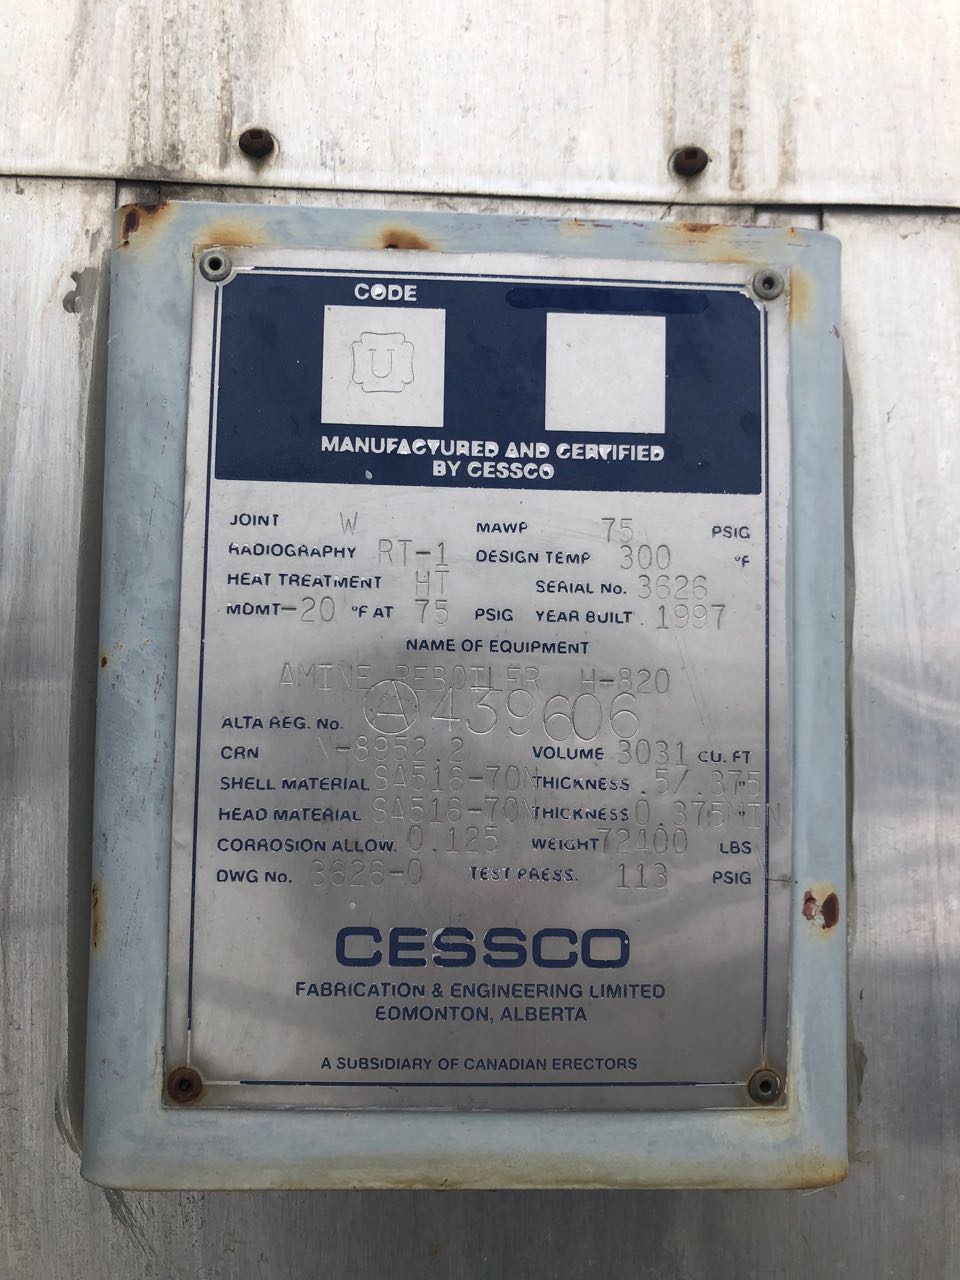 CODE
U
MANUFACTURED AND CERTIFIED
BY CESSCO
JOINT W MAWP 75 PSIG
RADIOGRAPHY RT-1 DESIGN TEMP 300 °F
HEAT TREATMENT HT SERIAL No. 3626
MDMT -20 °F AT 75 PSIG YEAR BUILT 1997
NAME OF EQUIPMENT
AMINE REBOILER H-820
ALTA REG. No. A 439606
CRN -8952.2 VOLUME 3031 CU. FT
SHELL MATERIAL SA516-70N THICKNESS .5/.375 "
HEAD MATERIAL SA516-70N THICKNESS 0.375 " MIN
CORROSION ALLOW. 0.125 WEIGHT 72400 LBS
DWG No. 3626-0 TEST PRESS. 113 PSIG
CESSCO
FABRICATION & ENGINEERING LIMITED
EDMONTON, ALBERTA
A SUBSIDIARY OF CANADIAN ERECTORS